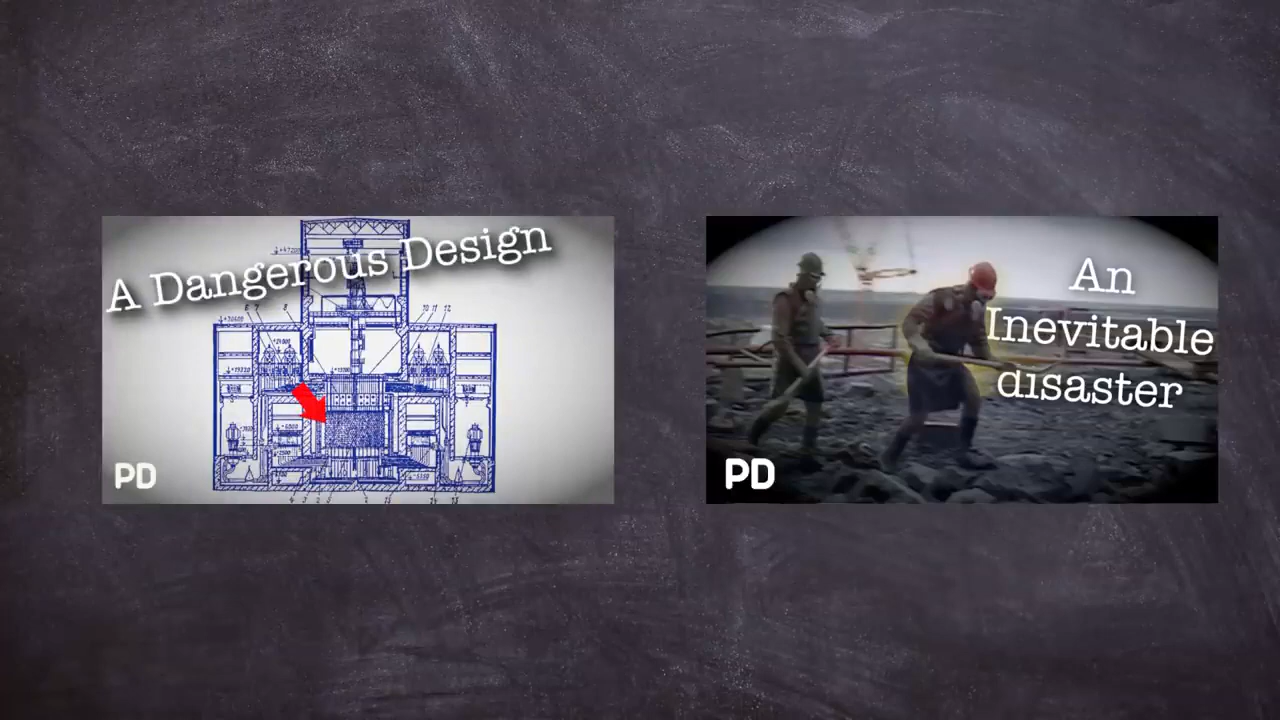 A Dangerous Design
PD
An
Inevitable
disaster
PD